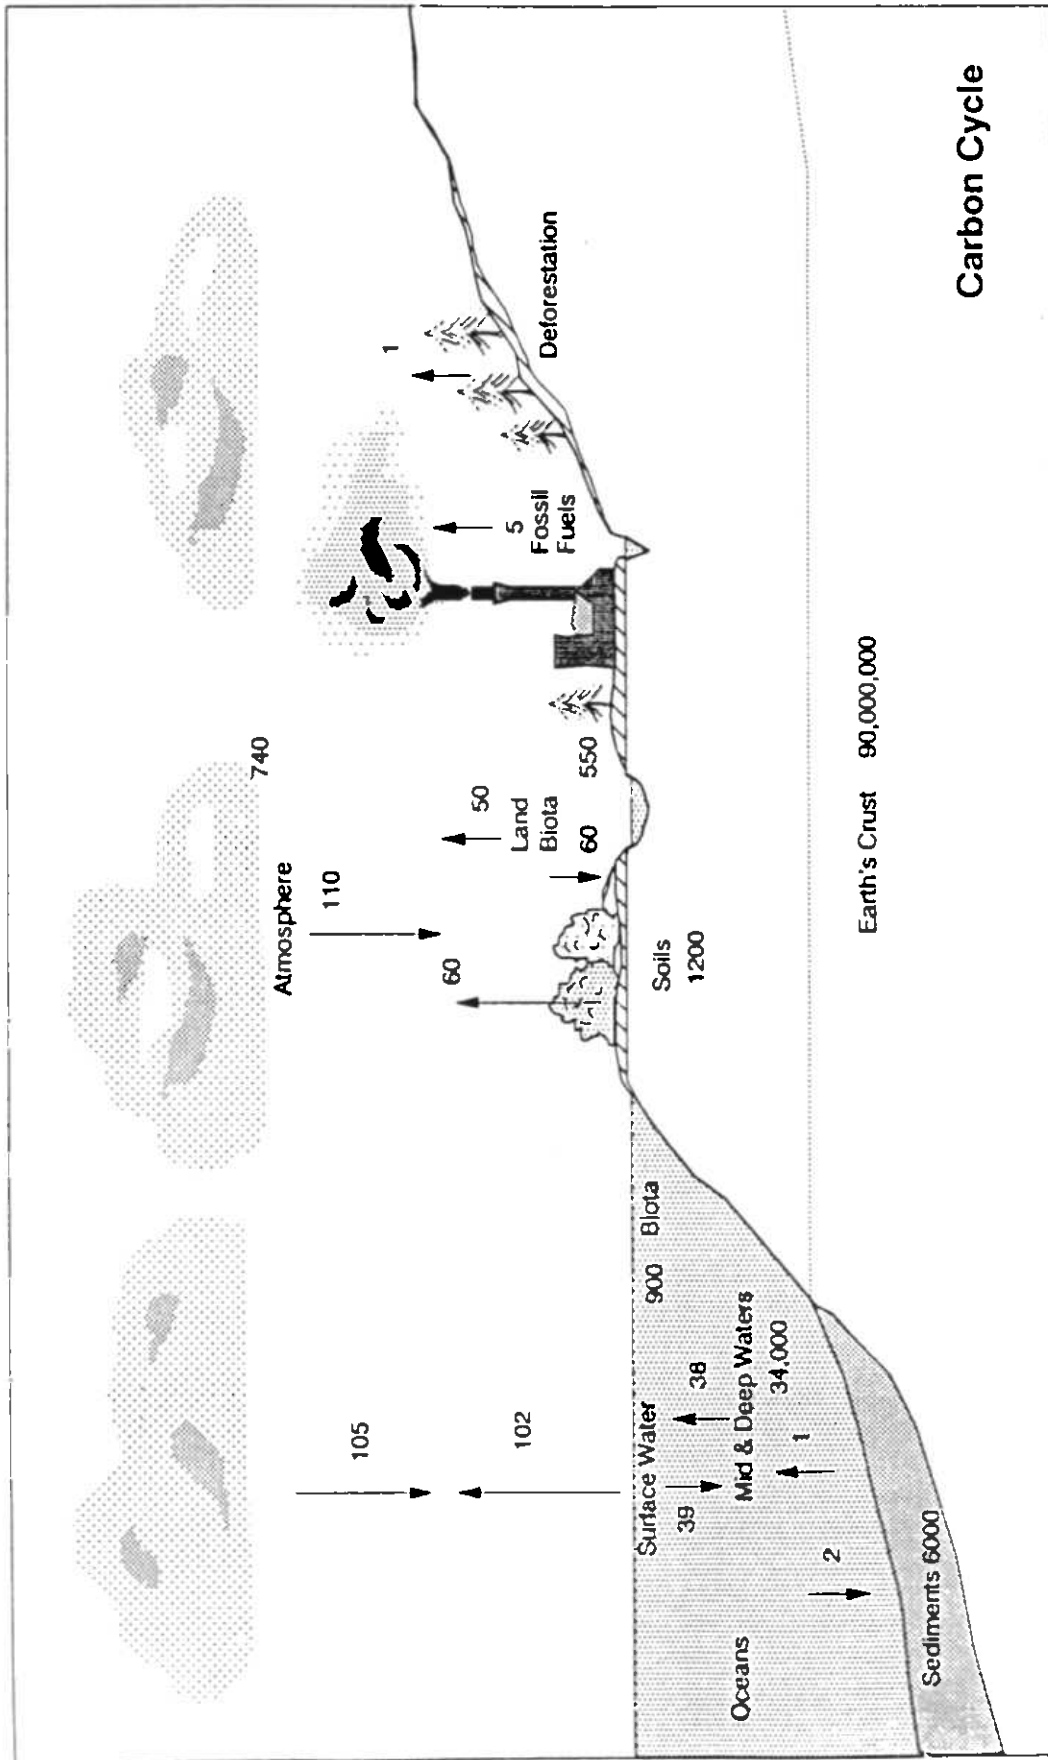 740
Atmosphere
110
105
102
1
60
50
Land
Biota
60
550
5
Fossil
Fuels
Deforestation
Soils
1200
Surface Water
900
Biota
39
38
Mid & Deep Waters
34,000
1
2
Oceans
Sediments 6000
Earth's Crust 90,000,000
Carbon Cycle